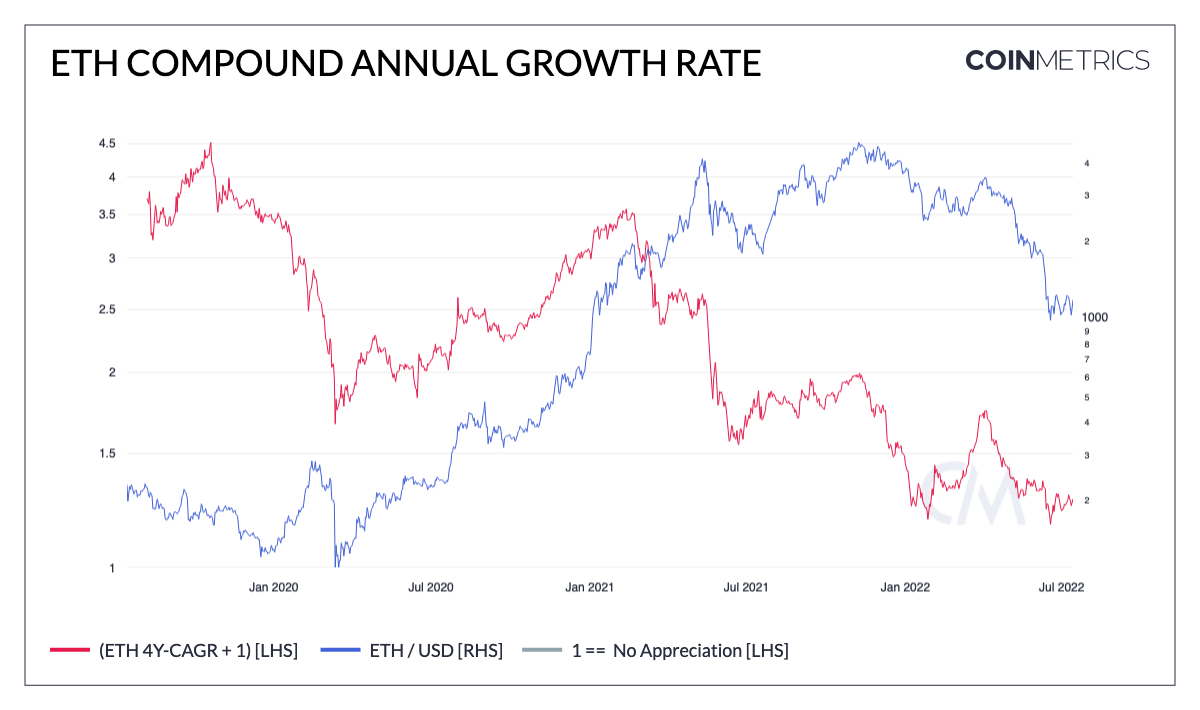 ETH COMPOUND ANNUAL GROWTH RATE
COINMETRICS
4.5
4
3.5
3
2.5
2
1.5
1
4
3
2
1000
9
8
7
6
5
4
3
2
CM
Jan 2020
Jul 2020
Jan 2021
Jul 2021
Jan 2022
Jul 2022
(ETH 4Y-CAGR + 1) [LHS]
ETH / USD [RHS]
1 == No Appreciation [LHS]